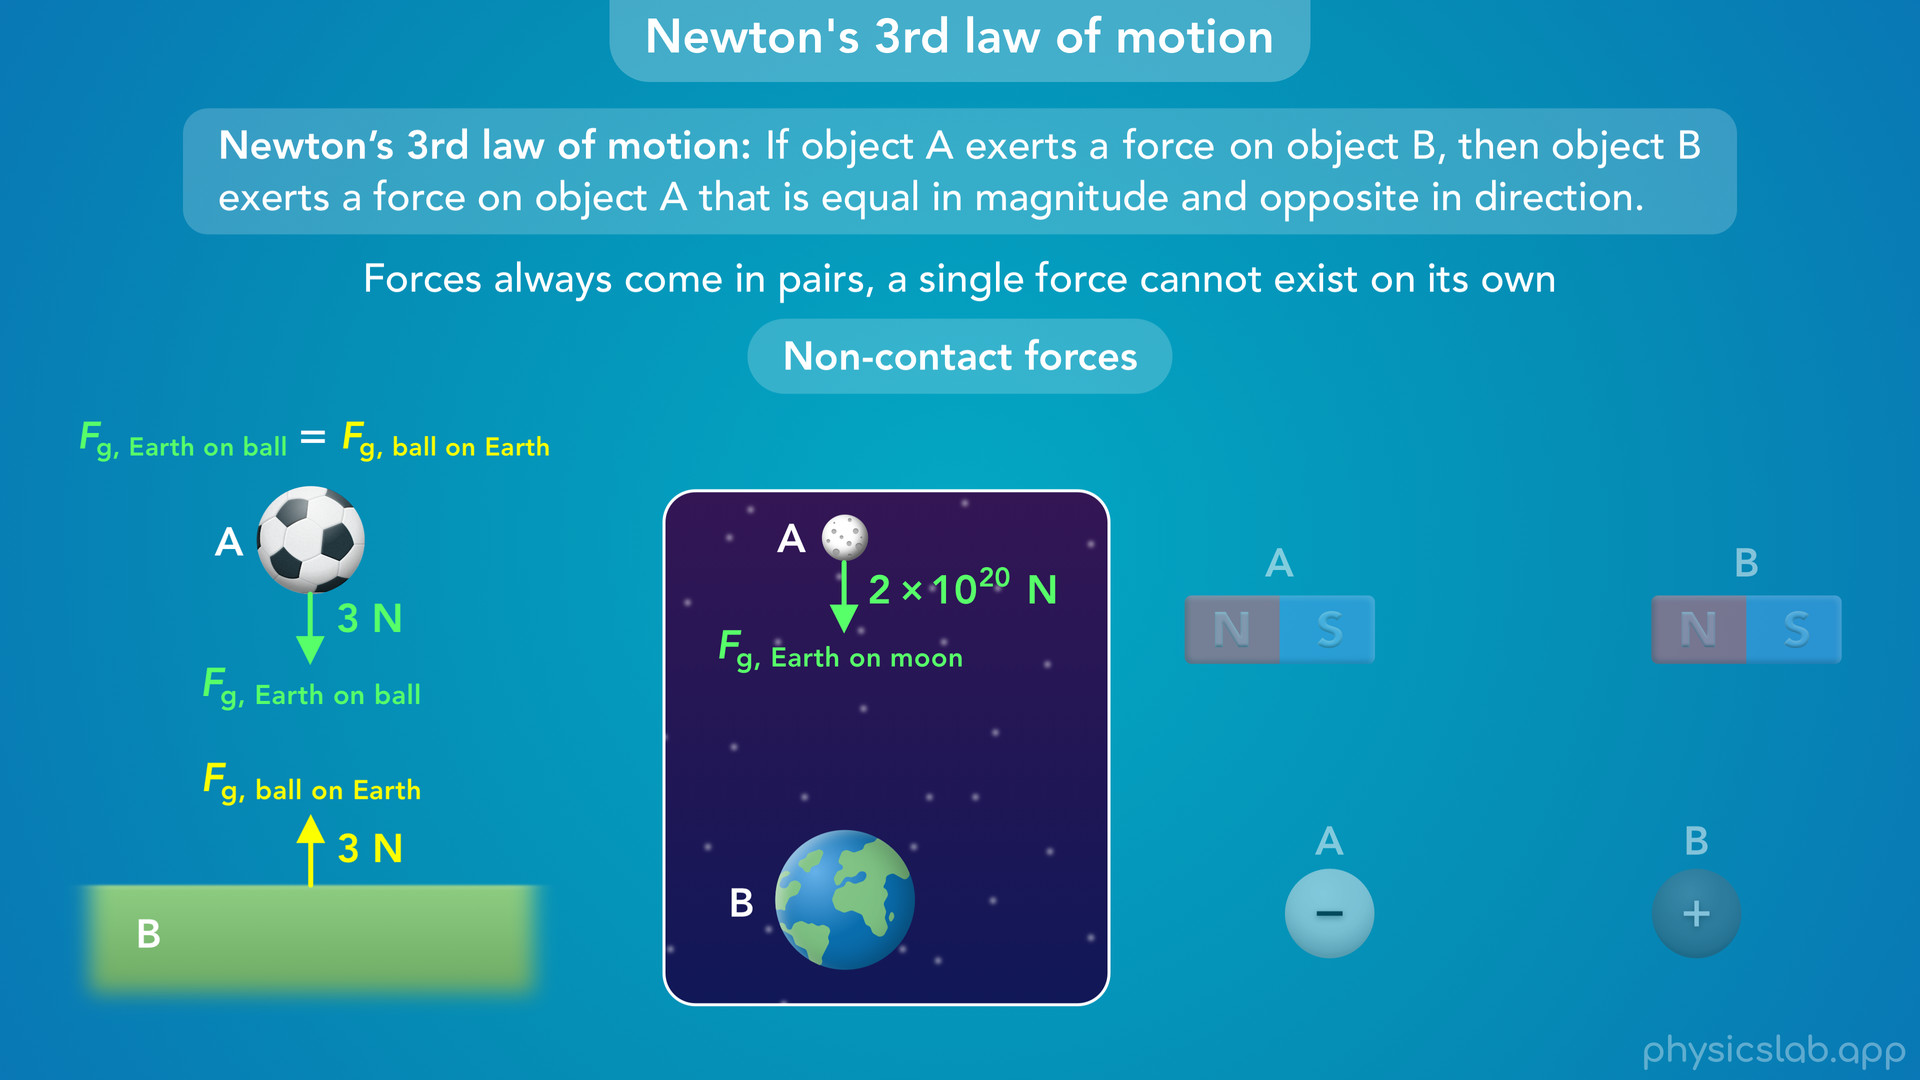 Newton's 3rd law of motion
Newton’s 3rd law of motion: If object A exerts a force on object B, then object B
exerts a force on object A that is equal in magnitude and opposite in direction.
Forces always come in pairs, a single force cannot exist on its own
Non-contact forces
Fg, Earth on ball = Fg, ball on Earth
A
3 N
Fg, Earth on ball
Fg, ball on Earth
3 N
B
A
2 × 10²⁰ N
Fg, Earth on moon
B
A
B
N S
N S
A
B
−
+
physicslab.app